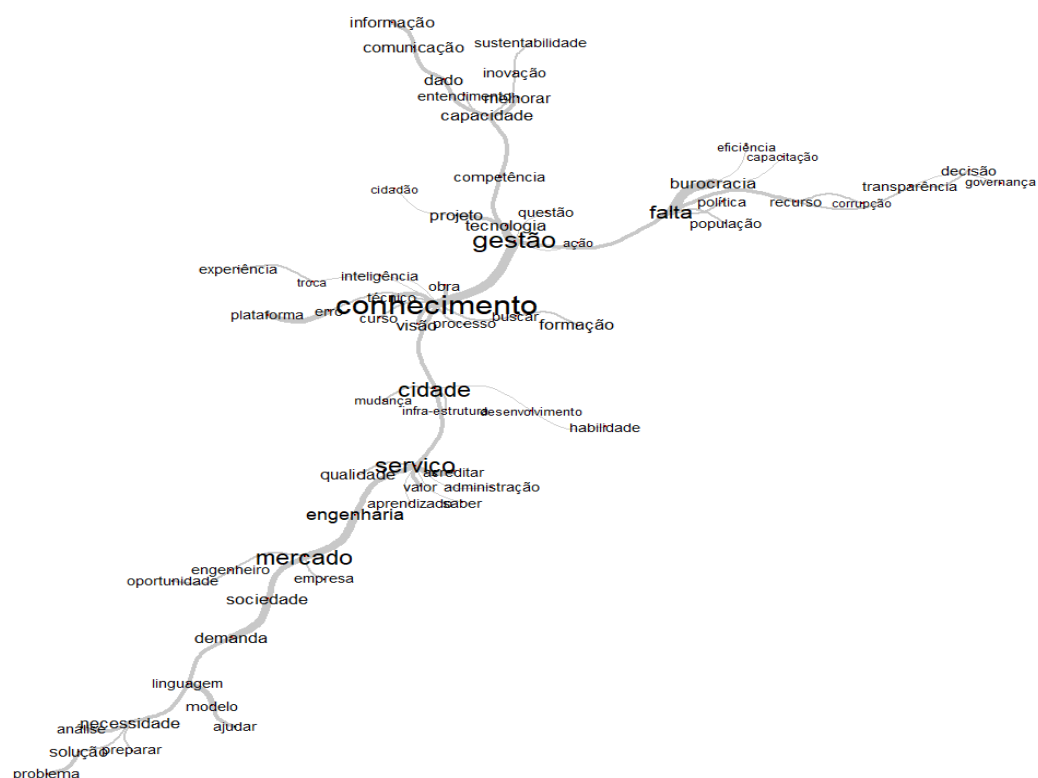 informação
comunicação
sustentabilidade
inovação
dado
entendimento
melhorar
capacidade
eficiência
capacitação
decisão
governança
transparência
burocracia
competência
cidadão
política
recurso
corrupção
falta
projeto
questão
população
tecnologia
gestão
ação
experiência
inteligência
troca
obra
técnico
conhecimento
plataforma
erro
curso
visão
processo
buscar
formação
cidade
mudança
infra-estrutura
desenvolvimento
habilidade
serviço
qualidade
acreditar
valor
administração
aprendizado
saber
engenharia
mercado
engenheiro
oportunidade
empresa
sociedade
demanda
linguagem
modelo
necessidade
análise
ajudar
solução
preparar
problema